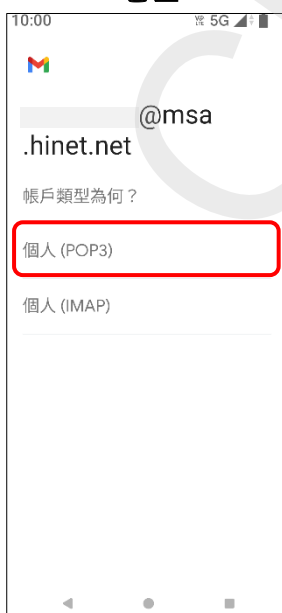 10:00
5G
@msa
.hinet.net
帳戶類型為何？
個人 (POP3)
個人 (IMAP)